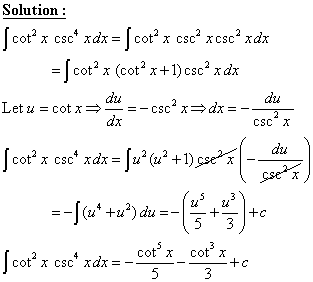 Solution :
∫cot² x csc⁴ x dx = ∫cot² x csc² x csc² x dx
= ∫cot² x (cot² x + 1) csc² x dx
Let u = cot x ⇒ du/dx = − csc² x ⇒ dx = − du/csc² x
∫cot² x csc⁴ x dx = ∫u² (u² + 1) csc² x (− du/csc² x)
= −∫(u⁴ + u²) du = −(u⁵/5 + u³/3) + c
∫cot² x csc⁴ x dx = − cot⁵ x/5 − cot³ x/3 + c